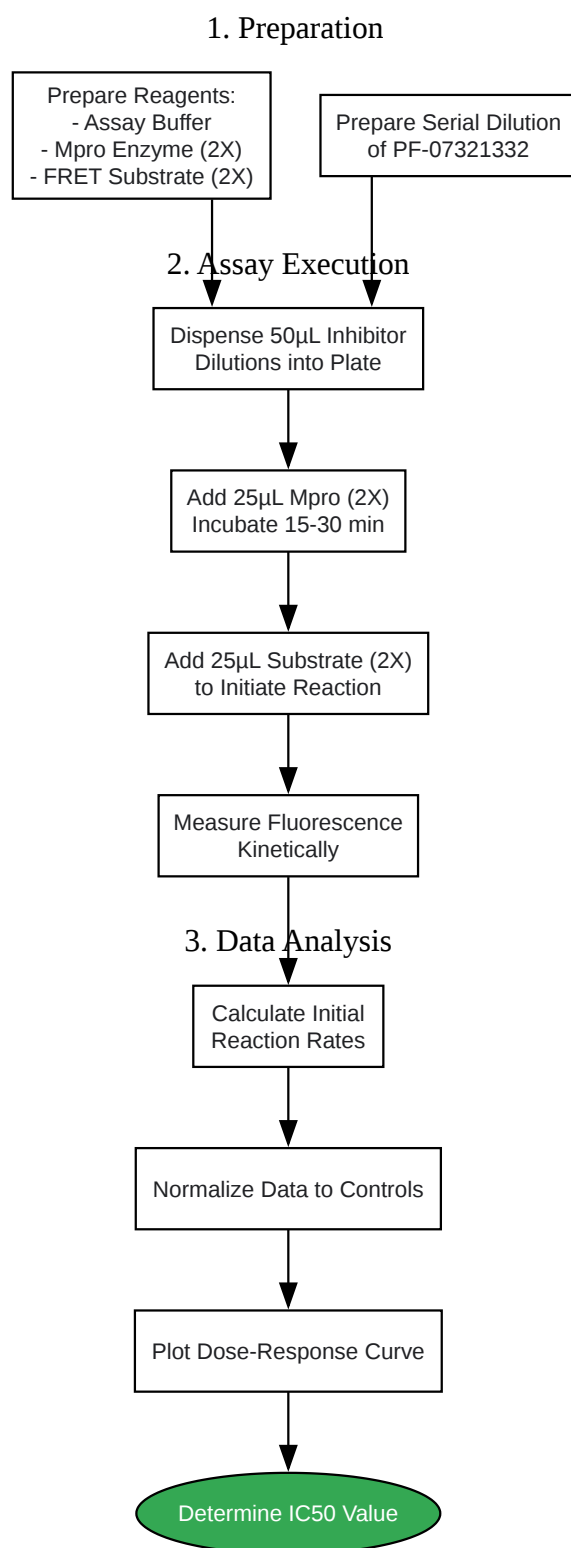 1. Preparation
Prepare Reagents:
- Assay Buffer
- Mpro Enzyme (2X)
- FRET Substrate (2X)
Prepare Serial Dilution
of PF-07321332
2. Assay Execution
Dispense 50µL Inhibitor
Dilutions into Plate
Add 25µL Mpro (2X)
Incubate 15-30 min
Add 25µL Substrate (2X)
to Initiate Reaction
Measure Fluorescence
Kinetically
3. Data Analysis
Calculate Initial
Reaction Rates
Normalize Data to Controls
Plot Dose-Response Curve
Determine IC50 Value